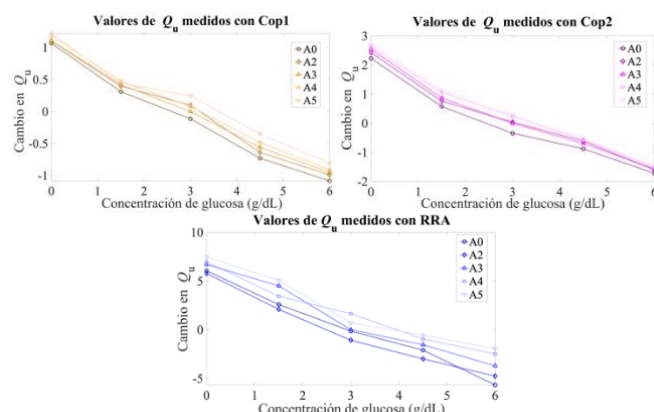 Valores de Qu medidos con Cop1
Cambio en Qu
1
0.5
0
-0.5
-1
0 1 2 3 4 5 6
Concentración de glucosa (g/dL)
A0
A2
A3
A4
A5
Valores de Qu medidos con Cop2
Cambio en Qu
3
2
1
0
-1
-2
0 1 2 3 4 5 6
Concentración de glucosa (g/dL)
A0
A2
A3
A4
A5
Valores de Qu medidos con RRA
Cambio en Qu
10
5
0
-5
0 1 2 3 4 5 6
Concentración de glucosa (g/dL)
A0
A2
A3
A4
A5